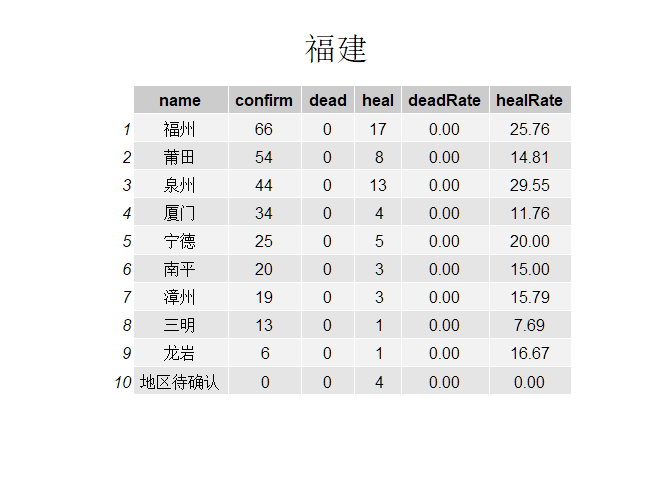 福建
name confirm dead heal deadRate healRate
1 福州 66 0 17 0.00 25.76
2 莆田 54 0 8 0.00 14.81
3 泉州 44 0 13 0.00 29.55
4 厦门 34 0 4 0.00 11.76
5 宁德 25 0 5 0.00 20.00
6 南平 20 0 3 0.00 15.00
7 漳州 19 0 3 0.00 15.79
8 三明 13 0 1 0.00 7.69
9 龙岩 6 0 1 0.00 16.67
10 地区待确认 0 0 4 0.00 0.00